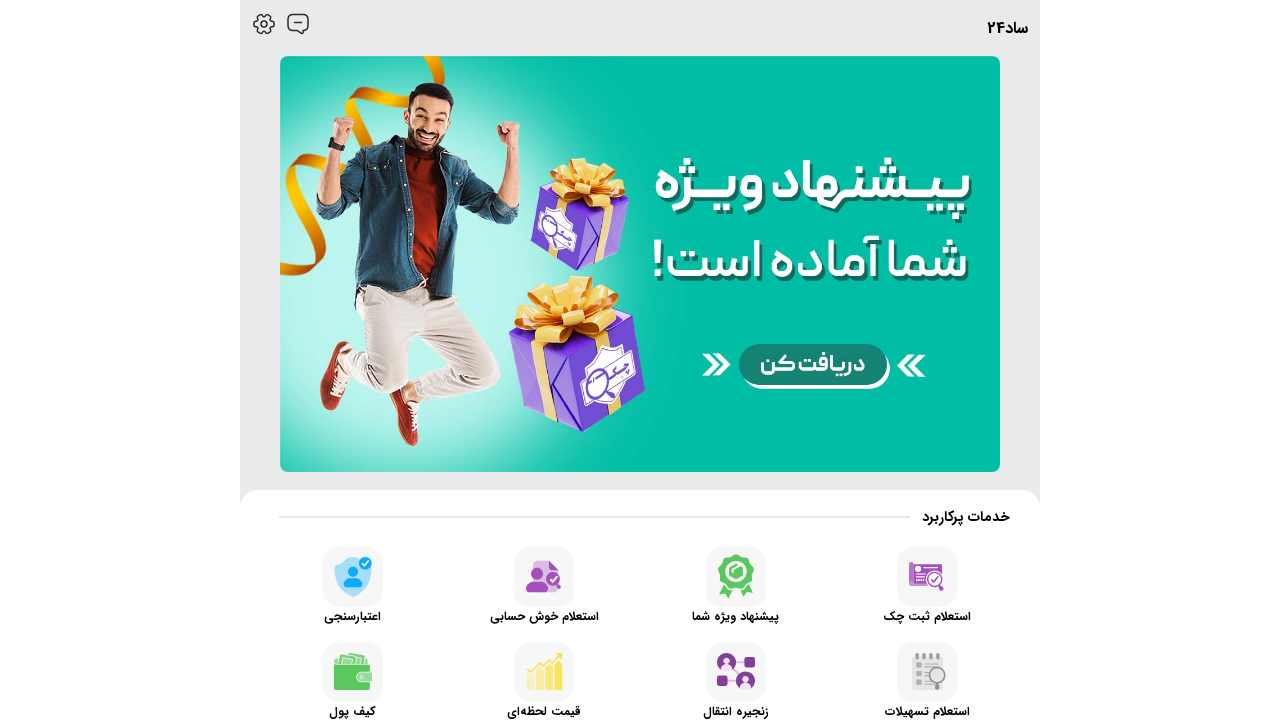 ساد۲۴
پیشنهاد ویژه
شما آماده است!
دریافت کن
خدمات پرکاربرد
استعلام ثبت چک
پیشنهاد ویژه شما
استعلام خوش حسابی
اعتبارسنجی
استعلام تسهیلات
زنجیره انتقال
قیمت لحظه‌ای
کیف پول